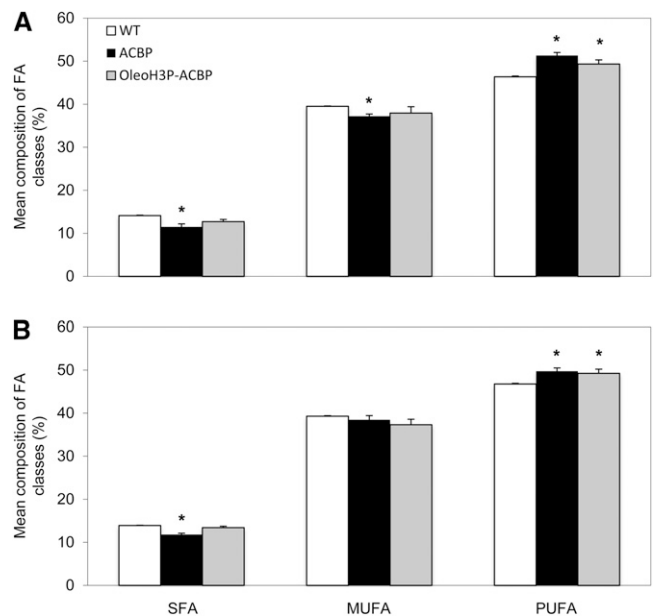 A
Mean composition of FA
classes (%)
60
50
40
30
20
10
0
WT
ACBP
OleoH3P-ACBP
*
*
*
*
B
Mean composition of FA
classes (%)
60
50
40
30
20
10
0
*
*
*
SFA MUFA PUFA